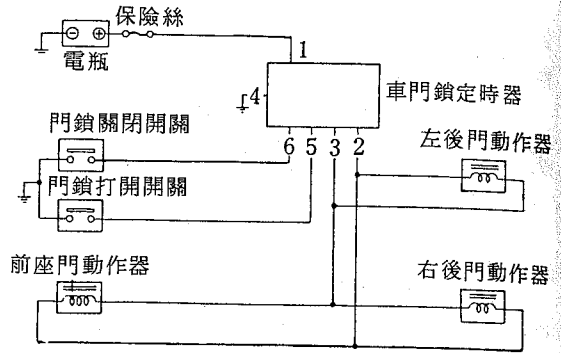 保險絲
電瓶
1
4
車門鎖定時器
6 5 3 2
門鎖關閉開關
左後門動作器
門鎖打開開關
前座門動作器
右後門動作器